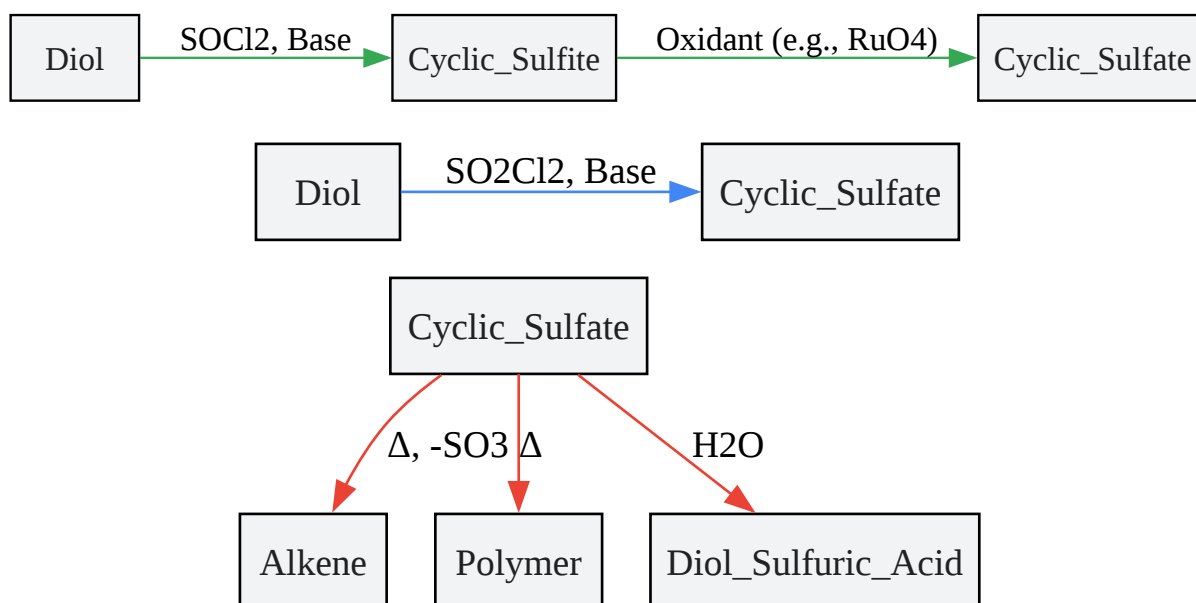 Diol
SOCl2, Base
Cyclic_Sulfite
Oxidant (e.g., RuO4)
Cyclic_Sulfate
Diol
SO2Cl2, Base
Cyclic_Sulfate
Cyclic_Sulfate
Δ, -SO3
Δ
H2O
Alkene
Polymer
Diol_Sulfuric_Acid